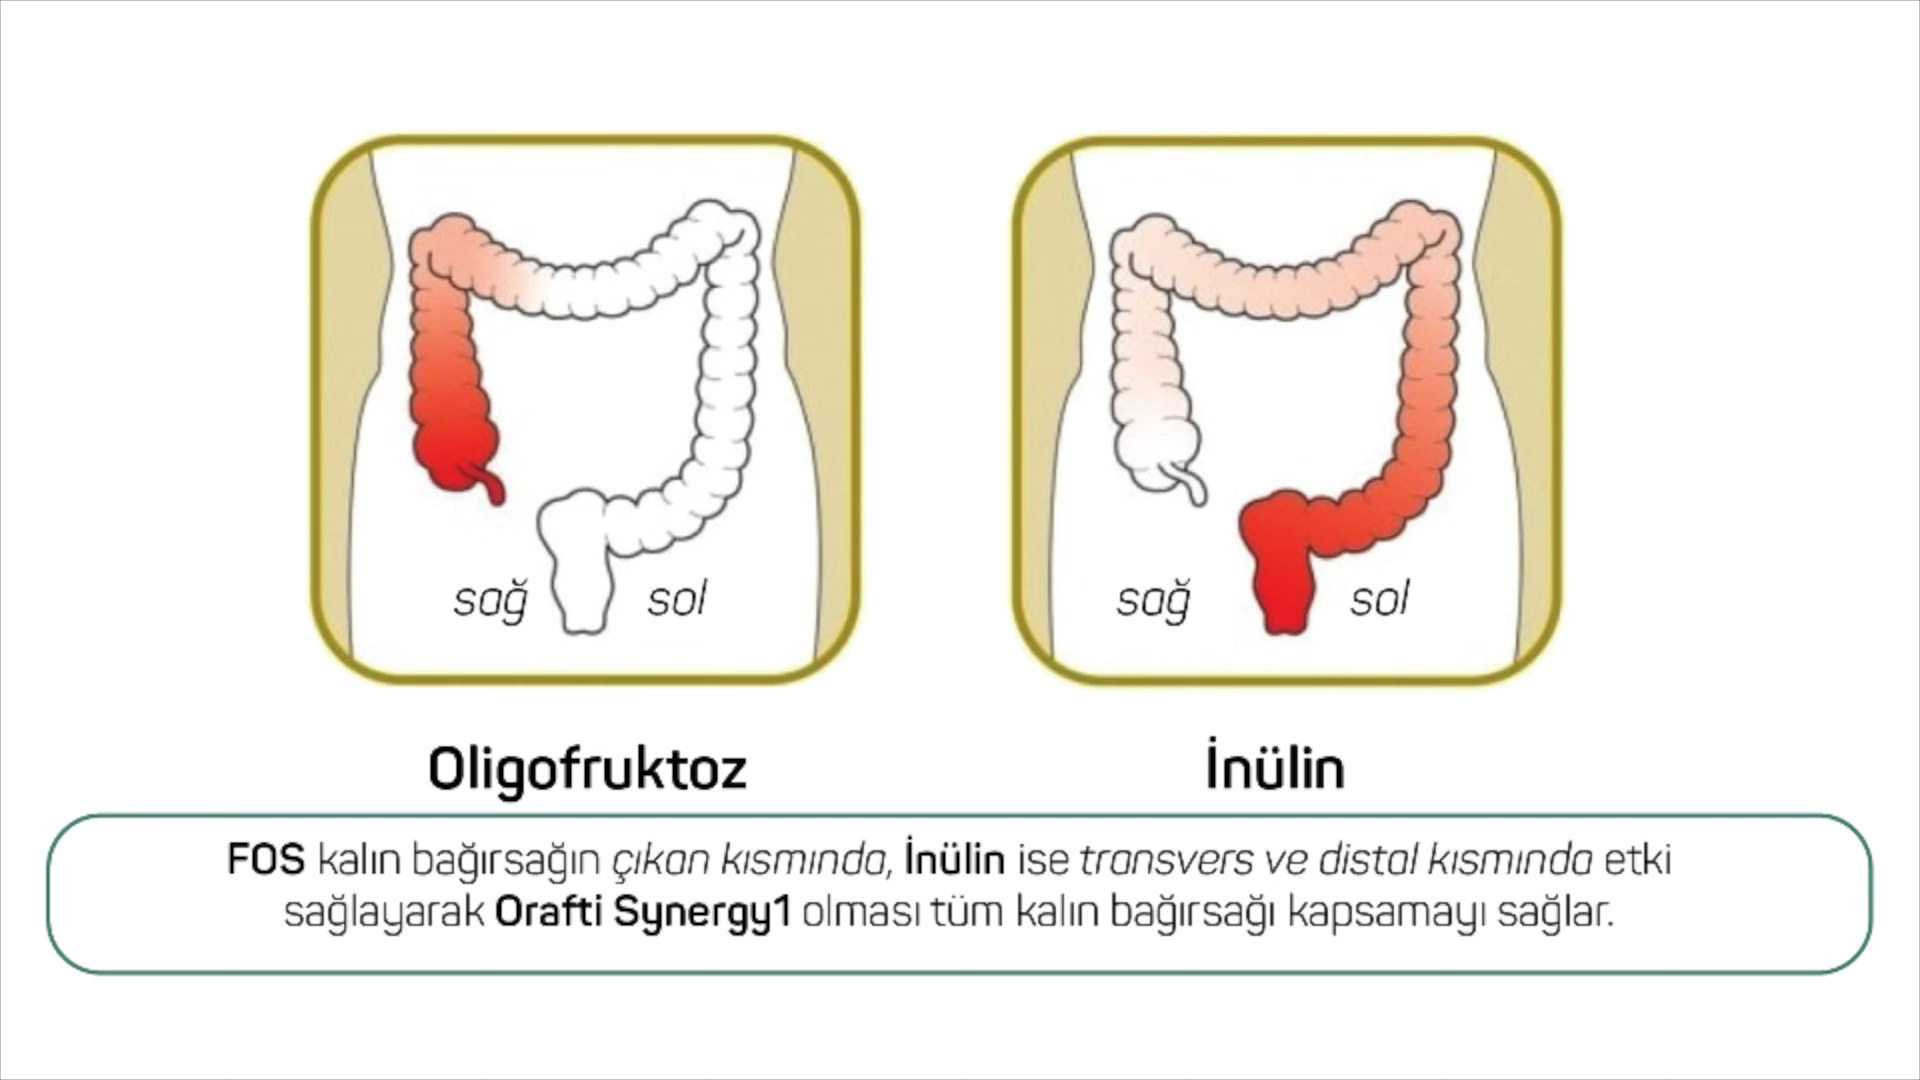 sağ
sol
sağ
sol
Oligofruktoz
İnülin
FOS kalın bağırsağın çıkan kısmında, İnülin ise transvers ve distal kısmında etki
sağlayarak Orafti Synergy1 olması tüm kalın bağırsağı kapsamayı sağlar.